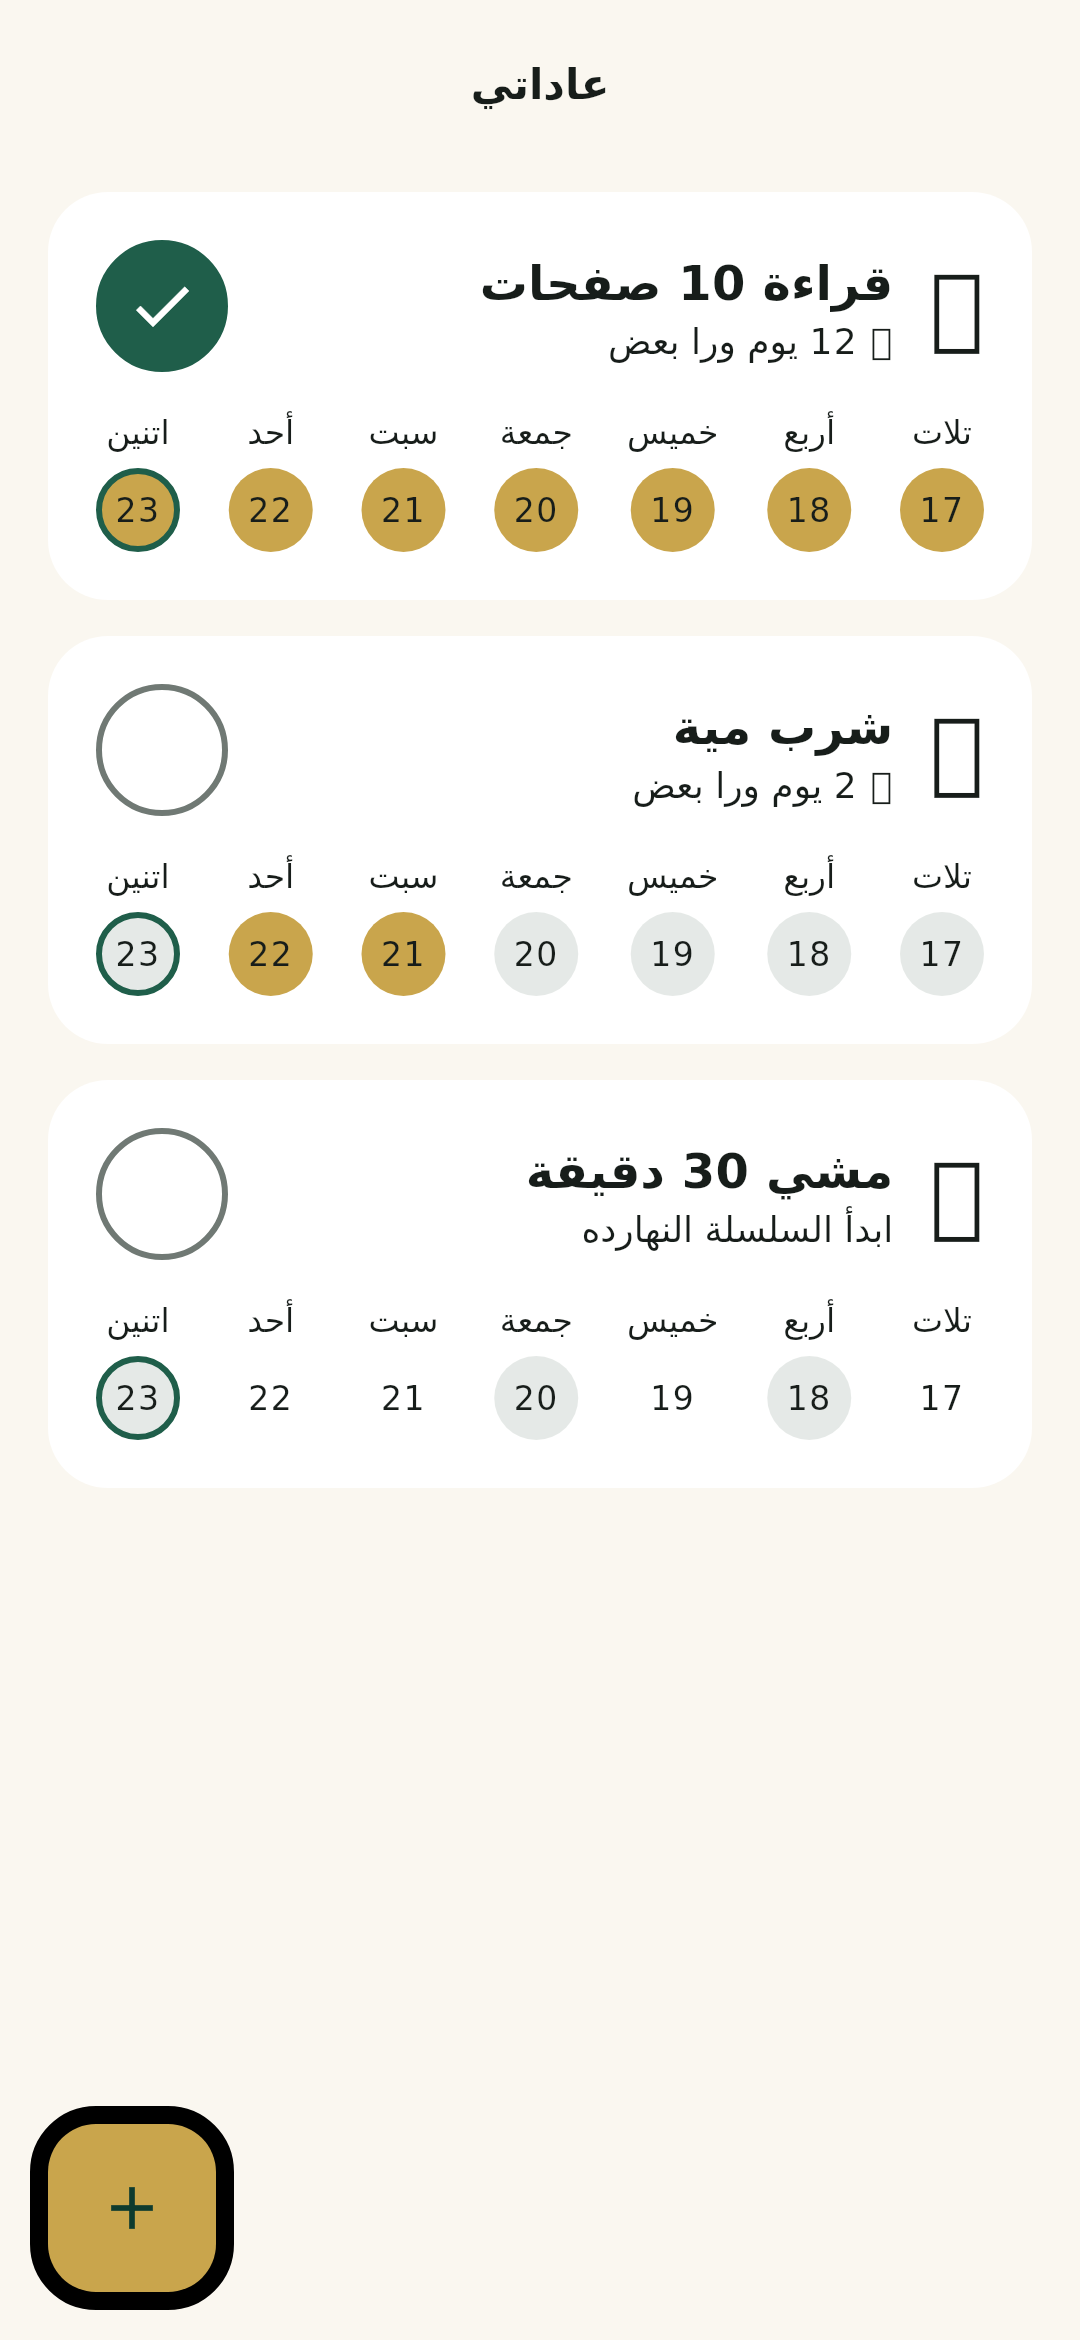 عاداتي
قراءة 10 صفحات
12 يوم ورا بعض
تلات أربع خميس جمعة سبت أحد اتنين
17 18 19 20 21 22 23
شرب مية
2 يوم ورا بعض
تلات أربع خميس جمعة سبت أحد اتنين
17 18 19 20 21 22 23
مشي 30 دقيقة
ابدأ السلسلة النهارده
تلات أربع خميس جمعة سبت أحد اتنين
17 18 19 20 21 22 23
+